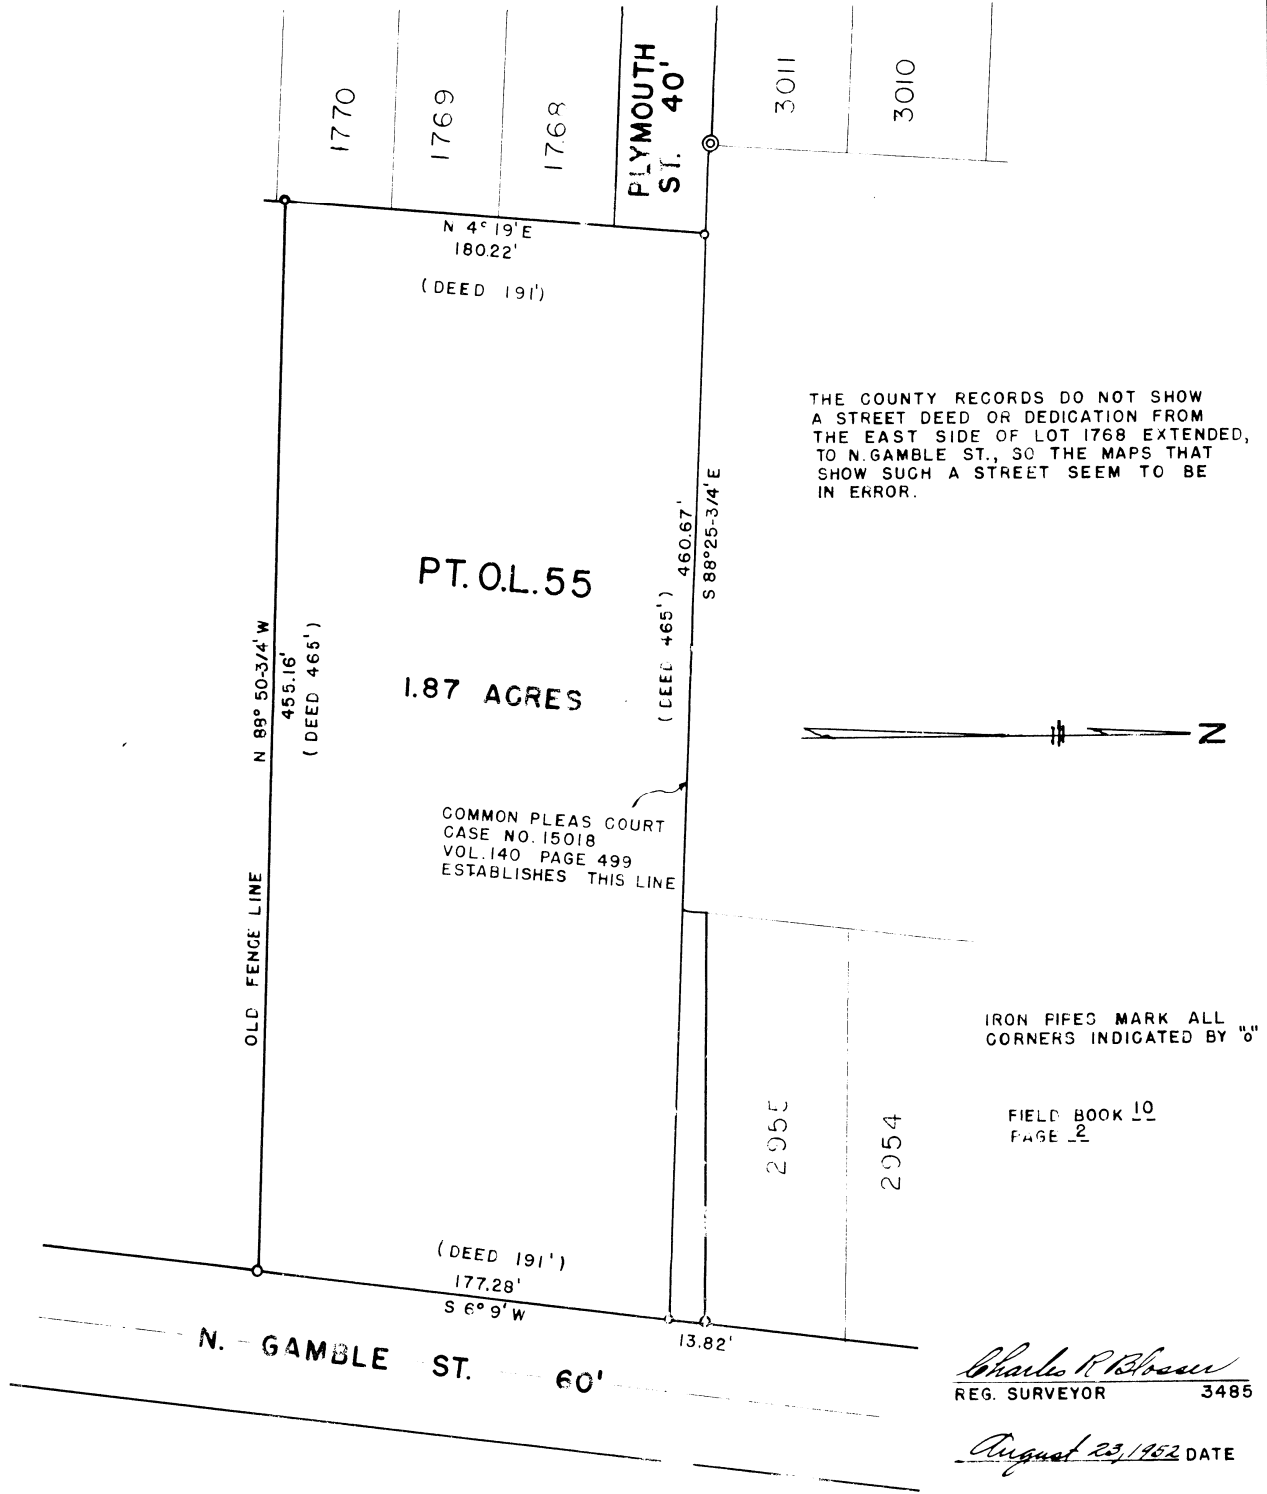 1770
1769
1768
PLYMOUTH
ST. 40'
3011
3010
N 4° 19' E
180.22'
(DEED 191')
THE COUNTY RECORDS DO NOT SHOW
A STREET DEED OR DEDICATION FROM
THE EAST SIDE OF LOT 1768 EXTENDED,
TO N. GAMBLE ST., SO THE MAPS THAT
SHOW SUCH A STREET SEEM TO BE
IN ERROR.
460.67'
S 88°25-3/4' E
(DEED 465')
PT. O.L. 55
1.87 ACRES
N 88° 50-3/4' W
455.16'
(DEED 465')
OLD FENCE LINE
N
COMMON PLEAS COURT
CASE NO. 15018
VOL. 140 PAGE 499
ESTABLISHES THIS LINE
IRON PIPES MARK ALL
CORNERS INDICATED BY "o"
FIELD BOOK 10
PAGE 2
2955
2954
(DEED 191')
177.28'
S 6° 9' W
13.82'
N. GAMBLE ST. 60'
Charles R Blosser
REG. SURVEYOR 3485
August 23, 1952 DATE